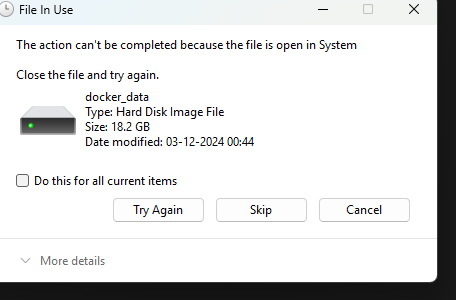 File In Use
The action can't be completed because the file is open in System
Close the file and try again.
docker_data
Type: Hard Disk Image File
Size: 18.2 GB
Date modified: 03-12-2024 00:44
Do this for all current items
Try Again
Skip
Cancel
More details